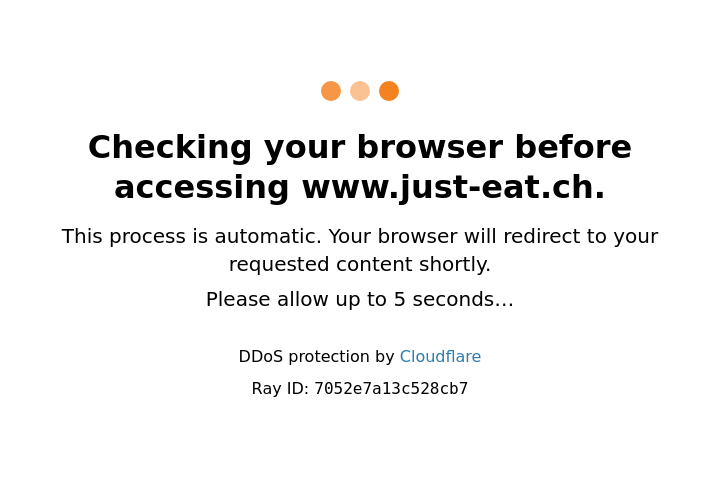 Checking your browser before
accessing www.just-eat.ch.
This process is automatic. Your browser will redirect to your
requested content shortly.
Please allow up to 5 seconds…
DDoS protection by Cloudflare
Ray ID: 7052e7a13c528cb7